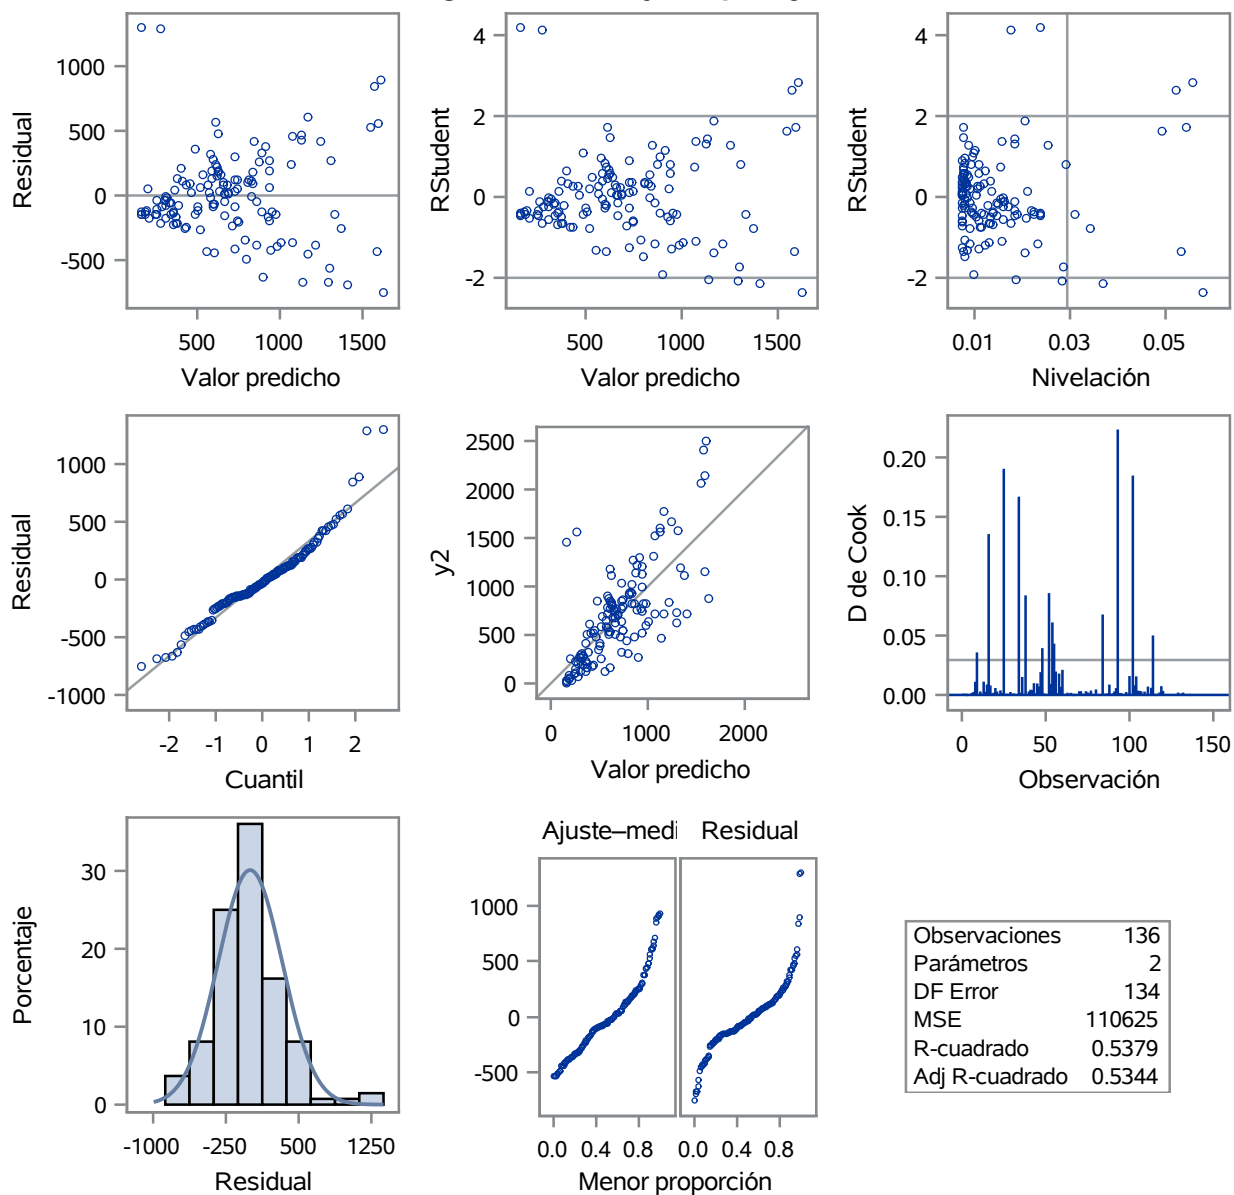 Residual
1000
500
0
-500
500
1000
1500
Valor predicho
RStudent
4
2
0
-2
500
1000
1500
Valor predicho
RStudent
4
2
0
-2
0.01
0.03
0.05
Nivelación
Residual
1000
500
0
-500
-1000
-2
-1
0
1
2
Cuantil
y2
2500
2000
1500
1000
500
0
0
1000
2000
Valor predicho
D de Cook
0.20
0.15
0.10
0.05
0.00
0
50
100
150
Observación
Porcentaje
30
20
10
0
-1000
-250
500
1250
Residual
Ajuste–medi
Residual
1000
500
0
-500
0.0
0.4
0.8
0.0
0.4
0.8
Menor proporción
Observaciones 136
Parámetros 2
DF Error 134
MSE 110625
R-cuadrado 0.5379
Adj R-cuadrado 0.5344